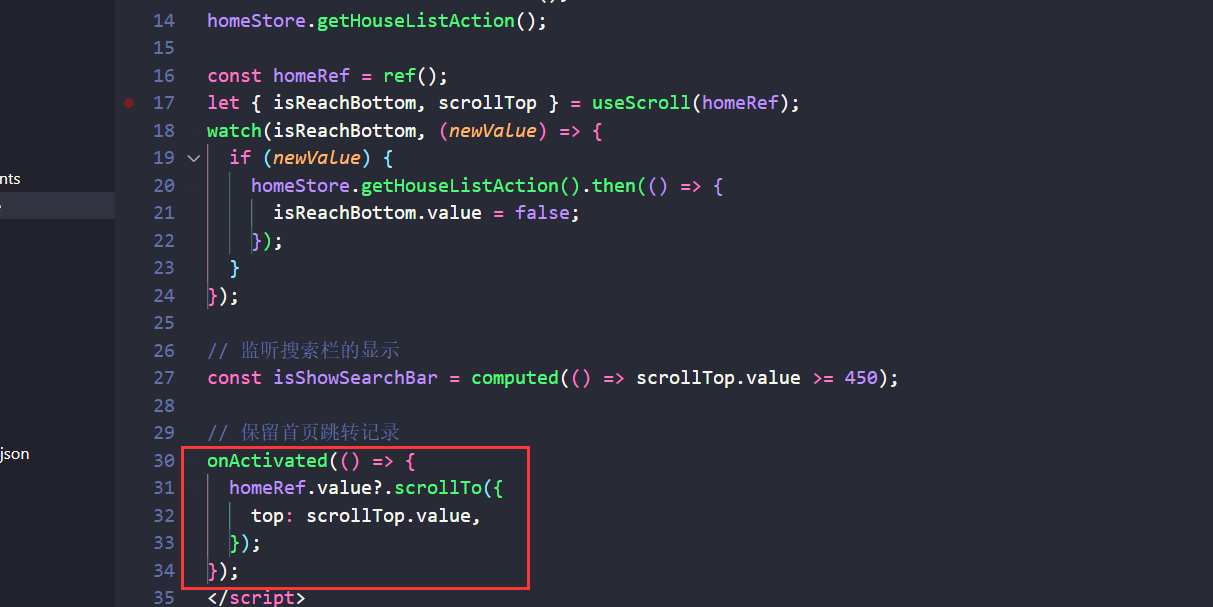 14 homeStore.getHouseListAction();
15
16 const homeRef = ref();
17 let { isReachBottom, scrollTop } = useScroll(homeRef);
18 watch(isReachBottom, (newValue) => {
19 if (newValue) {
nts
20 homeStore.getHouseListAction().then(() => {
21 isReachBottom.value = false;
22 });
23 }
24 });
25
26 // 监听搜索栏的显示
27 const isShowSearchBar = computed(() => scrollTop.value >= 450);
28
29 // 保留首页跳转记录
json
30 onActivated(() => {
31 homeRef.value?.scrollTo({
32 top: scrollTop.value,
33 });
34 });
35 </script>